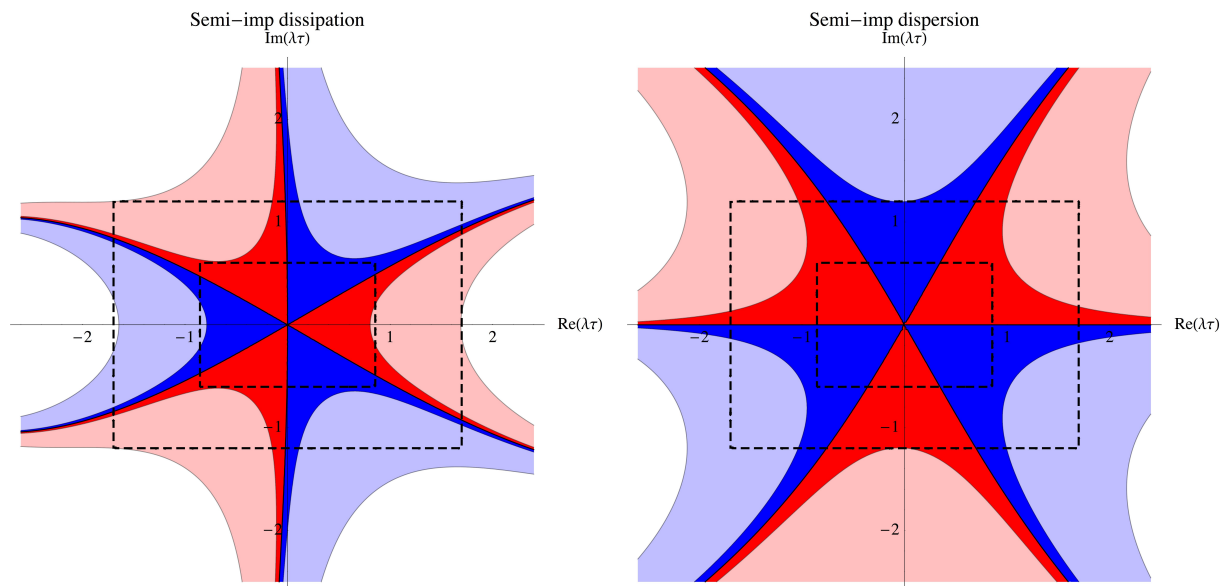 Semi−imp dissipation
Im(λτ)
2
1
−2
−1
1
2
Re(λτ)
−1
−2
Semi−imp dispersion
Im(λτ)
2
1
−2
−1
1
2
Re(λτ)
−1
−2